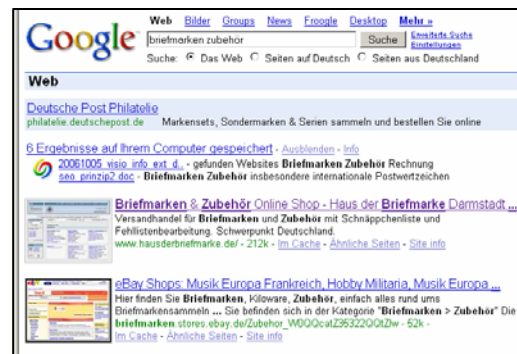 Web Bilder Groups News Froogle Desktop Mehr »
Google
briefmarken zubehör Suche Erweiterte Suche
Einstellungen
Suche: Das Web Seiten auf Deutsch Seiten aus Deutschland
Web
Deutsche Post Philatelie
philatelie.deutschepost.de Markensets, Sondermarken & Serien sammeln und bestellen Sie online
6 Ergebnisse auf Ihrem Computer gespeichert - Ausblenden - Info
20061005_visio_info_ext_d.. - gefunden Websites Briefmarken Zubehör Rechnung
seo_prinzip2.doc - Briefmarken Zubehör insbesondere internationale Postwertzeichen
Briefmarken & Zubehör Online Shop - Haus der Briefmarke Darmstadt ...
Versandhandel für Briefmarken und Zubehör mit Schnäppchenliste und
Fehllistenbearbeitung. Schwerpunkt Deutschland.
www.hausderbriefmarke.de/ - 212k - Im Cache - Ähnliche Seiten - Site info
eBay Shops: Musik Europa Frankreich, Hobby Militaria, Musik Europa ...
Hier finden Sie Briefmarken, Kiloware, Zubehör, einfach alles rund ums
Briefmarkensammeln ... Sie befinden sich in der Kategorie "Briefmarken > Zubehör" Die
briefmarken.stores.ebay.de/Zubehor_W0QQcatZ35322QQtZlw - 52k -
Im Cache - Ähnliche Seiten - Site info